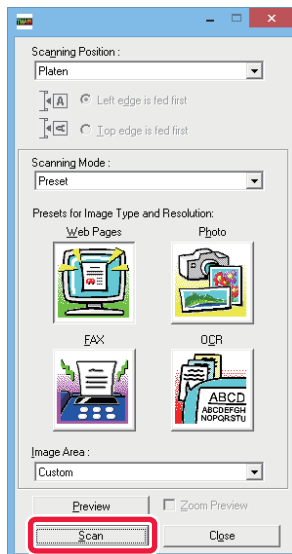 Scanning Position :
Platen
A Left edge is fed first
A Top edge is fed first
Scanning Mode :
Preset
Presets for Image Type and Resolution:
Web Pages Photo
FAX OCR
ABCD
ABCDEFGH
NOPQRSTU
Image Area :
Custom
Preview Zoom Preview
Scan Close